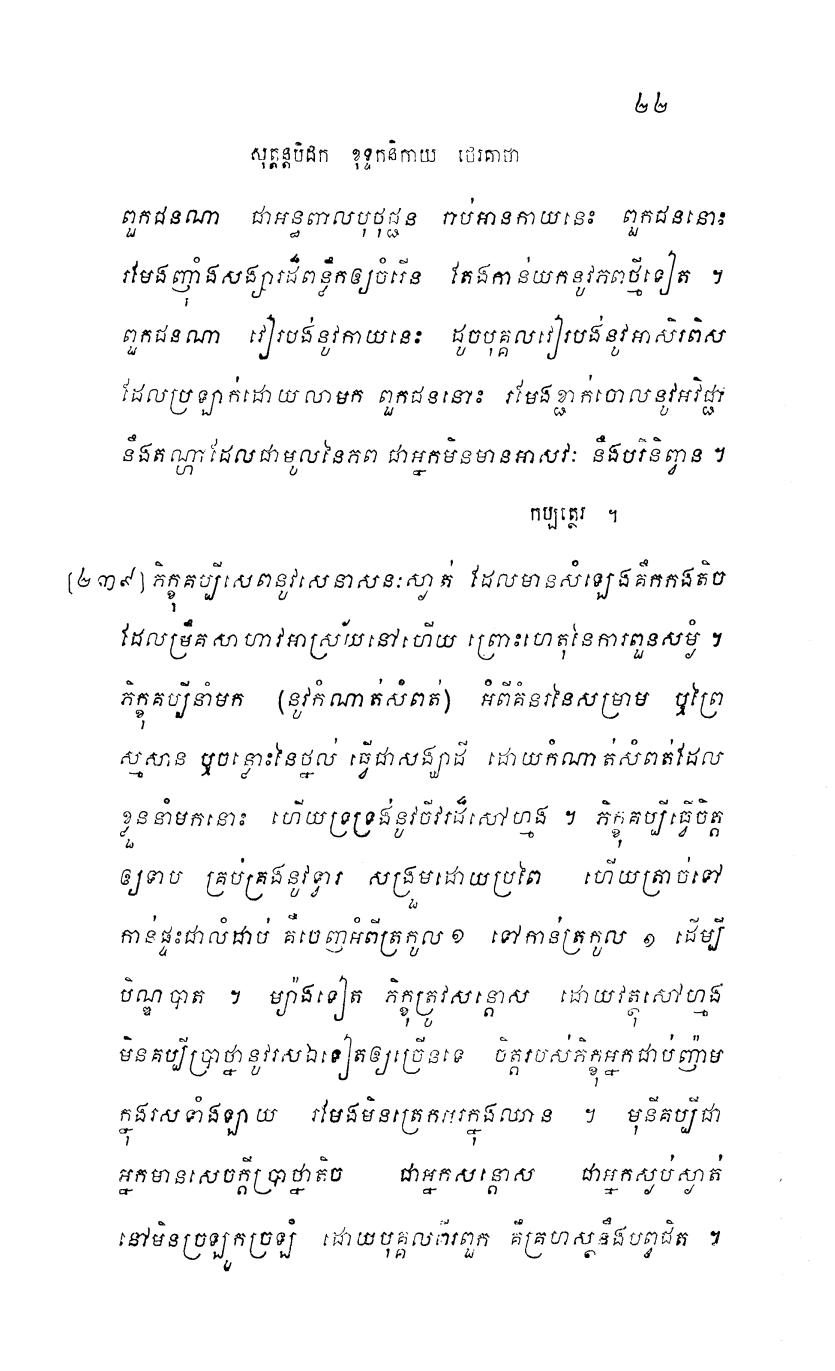 ២២
សុត្តន្តបិដក ខុទ្ទកនិកាយ ថេរគាថា
ពួកជនណា ជាអន្ធពាលបុថុជ្ជន រាប់អានកាយនេះ ពួកជននោះ
រមែងញ៉ាំងសង្សារដ៏ពន្លឹកឲ្យចំរើន តែងកាន់យកនូវភពថ្មីទៀត ។
ពួកជនណា វៀរបង់នូវកាយនេះ ដូចបុគ្គលវៀរបង់នូវអាសិរពិស
ដែលប្រឡាក់ដោយលាមក ពួកជននោះ រមែងខ្ជាក់ចោលនូវអវិជ្ជា
នឹងតណ្ហាដែលជាមូលនៃភព ជាអ្នកមិនមានអាសវៈ នឹងបរិនិព្វាន ។
កប្បត្ថេរ ។
[២៣៩] ភិក្ខុគប្បីសេពនូវសេនាសនៈស្ងាត់ ដែលមានសំឡេងគឹកកងតិច
ដែលម្រឹគសាហាវអាស្រ័យនៅហើយ ព្រោះហេតុនៃការពួនសម្ងំ ។
ភិក្ខុគប្បីនាំមក (នូវកំណាត់សំពត់) អំពីគំនរនៃសម្រាម ឬព្រៃ
ស្មសាន ឬចន្លោះនៃថ្នល់ ធ្វើជាសង្ឃាដី ដោយកំណាត់សំពត់ដែល
ខ្លួននាំមកនោះ ហើយទ្រទ្រង់នូវចីវរដ៏សៅហ្មង ។ ភិក្ខុគប្បីធ្វើចិត្ត
ឲ្យទាប គ្រប់គ្រងនូវទ្វារ សង្រួមដោយប្រពៃ ហើយត្រាច់ទៅ
កាន់ផ្ទះជាលំដាប់ គឺចេញអំពីត្រកូល ១ ទៅកាន់ត្រកូល ១ ដើម្បី
បិណ្ឌបាត ។ ម្យ៉ាងទៀត ភិក្ខុត្រូវសន្តោស ដោយវត្ថុសៅហ្មង
មិនគប្បីប្រាថ្នានូវរសឯទៀតឲ្យច្រើនទេ ចិត្តរបស់ភិក្ខុអ្នកជាប់ញ៉ាម
ក្នុងរសទាំងឡាយ រមែងមិនត្រេកអរក្នុងឈាន ។ មុនីគប្បីជា
អ្នកមានសេចក្តីប្រាថ្នាតិច ជាអ្នកសន្តោស ជាអ្នកស្ងប់ស្ងាត់
នៅមិនច្រឡូកច្រឡំ ដោយបុគ្គលពីរពួក គឺគ្រហស្ថនឹងបព្វជិត ។